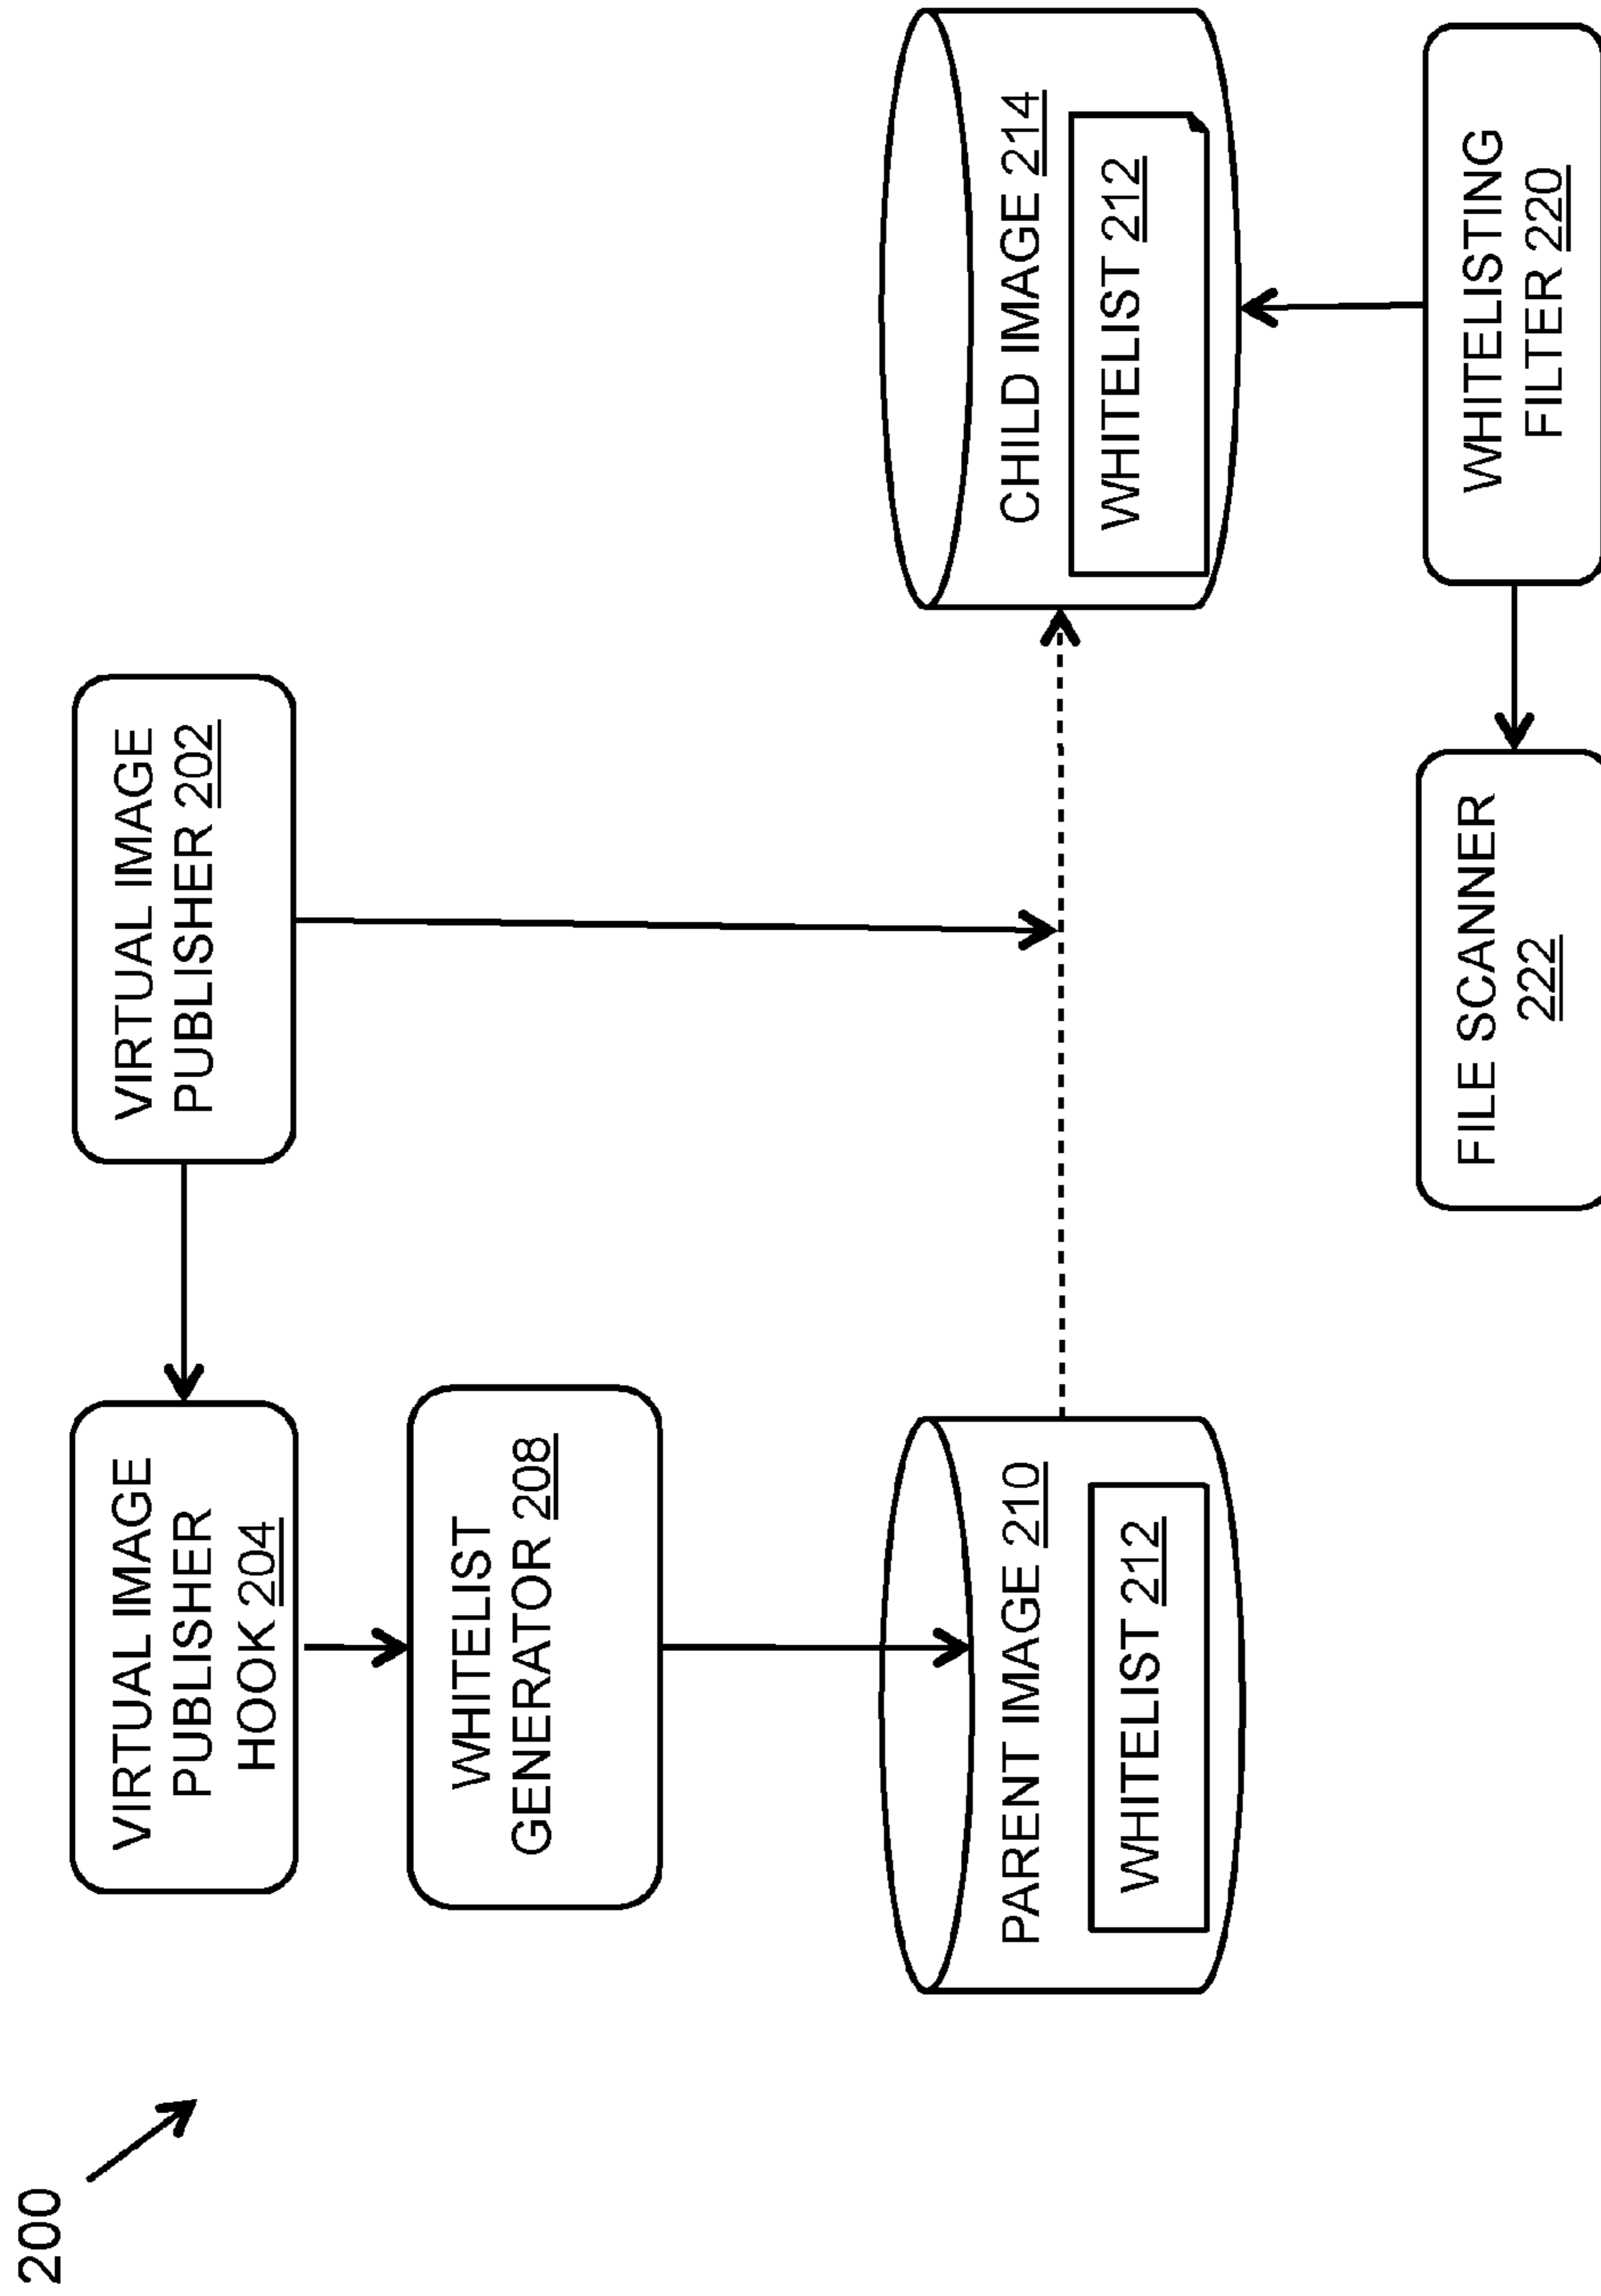 200
VIRTUAL IMAGE
PUBLISHER
HOOK 204
VIRTUAL IMAGE
PUBLISHER 202
WHITELIST
GENERATOR 208
PARENT IMAGE 210
WHITELIST 212
CHILD IMAGE 214
WHITELIST 212
FILE SCANNER
222
WHITELISTING
FILTER 220